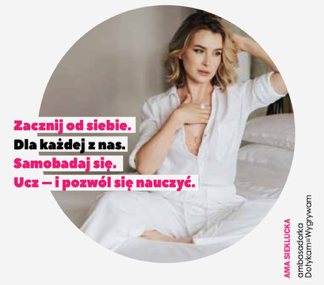 Zacznij od siebie.
Dla każdej z nas.
Samobadaj się.
Ucz – i pozwól się nauczyć.
AMA SIEKLUCKA
ambasadorka
Dotykam=Wygrywam